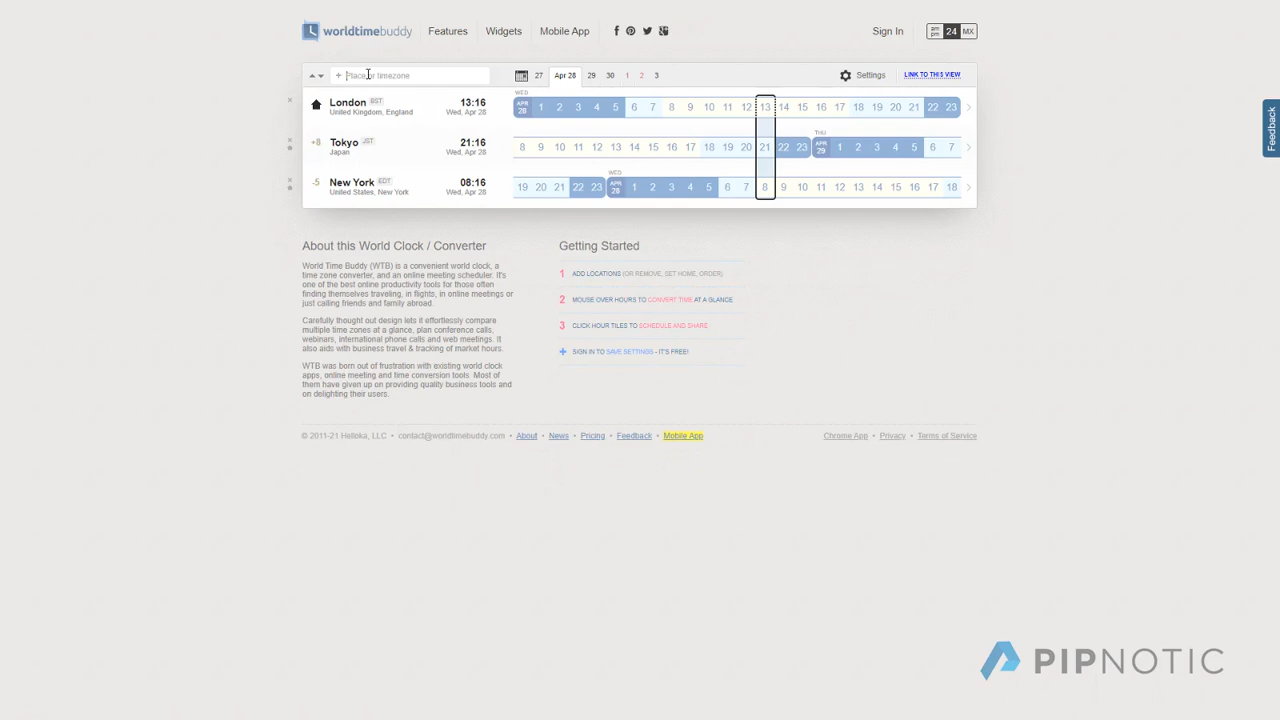 worldtimebuddy Features Widgets Mobile App Sign In am pm 24 MX
+ Place or timezone 27 Apr 28 29 30 1 2 3 Settings LINK TO THIS VIEW
Feedback
WED
London BST 13:16 APR 28 1 2 3 4 5 6 7 8 9 10 11 12 13 14 15 16 17 18 19 20 21 22 23
United Kingdom, England Wed, Apr 28
THU
+8 Tokyo JST 21:16 8 9 10 11 12 13 14 15 16 17 18 19 20 21 22 23 APR 29 1 2 3 4 5 6 7
Japan Wed, Apr 28
WED
-5 New York EDT 08:16 19 20 21 22 23 APR 28 1 2 3 4 5 6 7 8 9 10 11 12 13 14 15 16 17 18
United States, New York Wed, Apr 28
About this World Clock / Converter
World Time Buddy (WTB) is a convenient world clock, a
time zone converter, and an online meeting scheduler. It's
one of the best online productivity tools for those often
finding themselves traveling, in flights, in online meetings or
just calling friends and family abroad.
Carefully thought out design lets it effortlessly compare
multiple time zones at a glance, plan conference calls,
webinars, international phone calls and web meetings. It
also aids with business travel & tracking of market hours.
WTB was born out of frustration with existing world clock
apps, online meeting and time conversion tools. Most of
them have given up on providing quality business tools and
on delighting their users.
Getting Started
1 ADD LOCATIONS (OR REMOVE, SET HOME, ORDER)
2 MOUSE OVER HOURS TO CONVERT TIME AT A GLANCE
3 CLICK HOUR TILES TO SCHEDULE AND SHARE
+ SIGN IN TO SAVE SETTINGS - IT'S FREE!
© 2011-21 Helloka, LLC • contact@worldtimebuddy.com • About • News • Pricing • Feedback • Mobile App Chrome App • Privacy • Terms of Service
PIPNOTIC